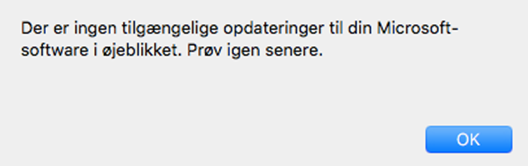 Der er ingen tilgængelige opdateringer til din Microsoft-
software i øjeblikket. Prøv igen senere.
OK